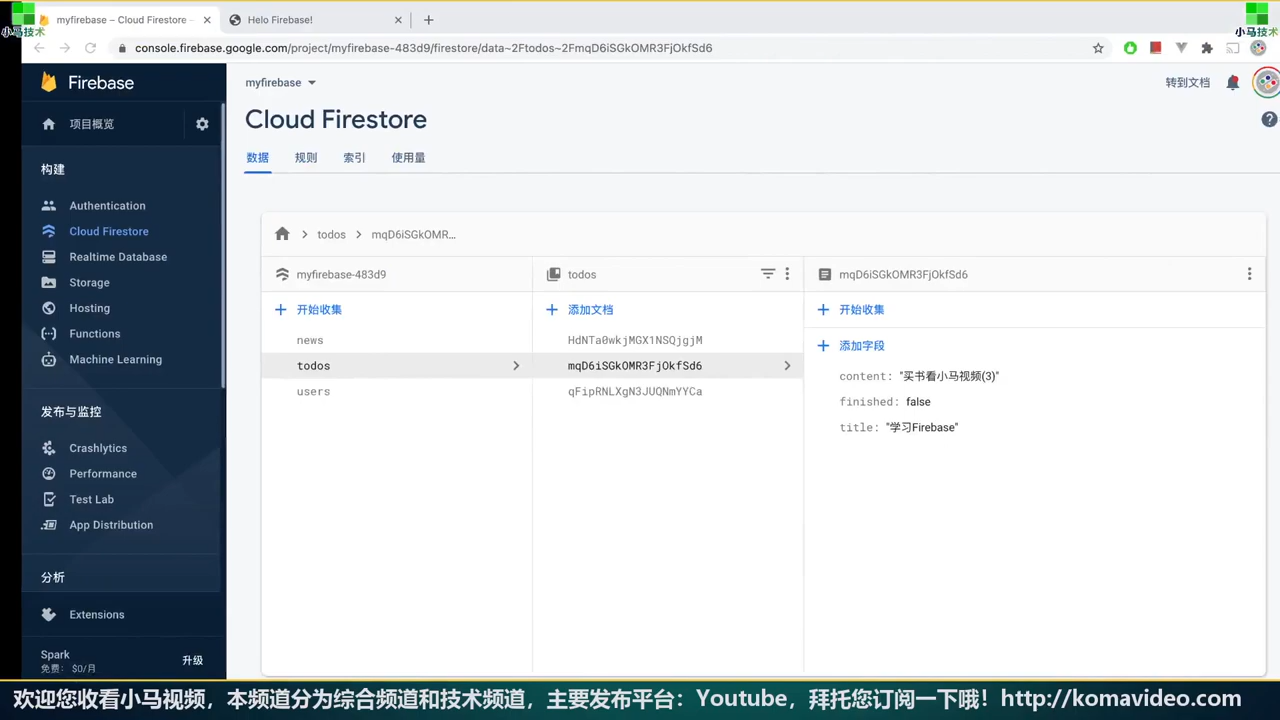 myfirebase – Cloud Firestore –
Helo Firebase!
小马技术
小马技术
console.firebase.google.com/project/myfirebase-483d9/firestore/data~2Ftodos~2FmqD6iSGkOMR3FjOkfSd6
Firebase
myfirebase
转到文档
项目概览
Cloud Firestore
数据 规则 索引 使用量
构建
Authentication
Cloud Firestore
Realtime Database
Storage
Hosting
Functions
Machine Learning
发布与监控
Crashlytics
Performance
Test Lab
App Distribution
分析
Extensions
Spark
免费: $0/月
升级
todos
mqD6iSGkOMR...
myfirebase-483d9
开始收集
news
todos
users
todos
添加文档
HdNTa0wkjMGX1NSQjgjM
mqD6iSGkOMR3FjOkfSd6
qFipRNLXgN3JUQNmYYCa
mqD6iSGkOMR3FjOkfSd6
开始收集
添加字段
content: "买书看小马视频(3)"
finished: false
title: "学习Firebase"
欢迎您收看小马视频，本频道分为综合频道和技术频道，主要发布平台：Youtube，拜托您订阅一下哦！http://komavideo.com